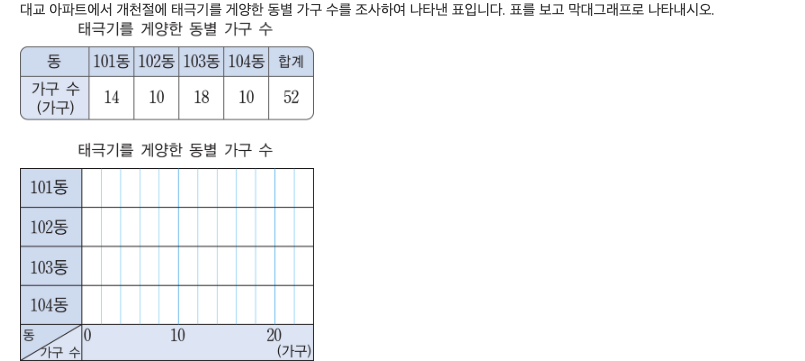 대교 아파트에서 개천절에 태극기를 게양한 동별 가구 수를 조사하여 나타낸 표입니다. 표를 보고 막대그래프로 나타내시오.
태극기를 게양한 동별 가구 수
동 101동 102동 103동 104동 합계
가구 수
(가구) 14 10 18 10 52
태극기를 게양한 동별 가구 수
101동
102동
103동
104동
동 0 10 20
가구 수 (가구)